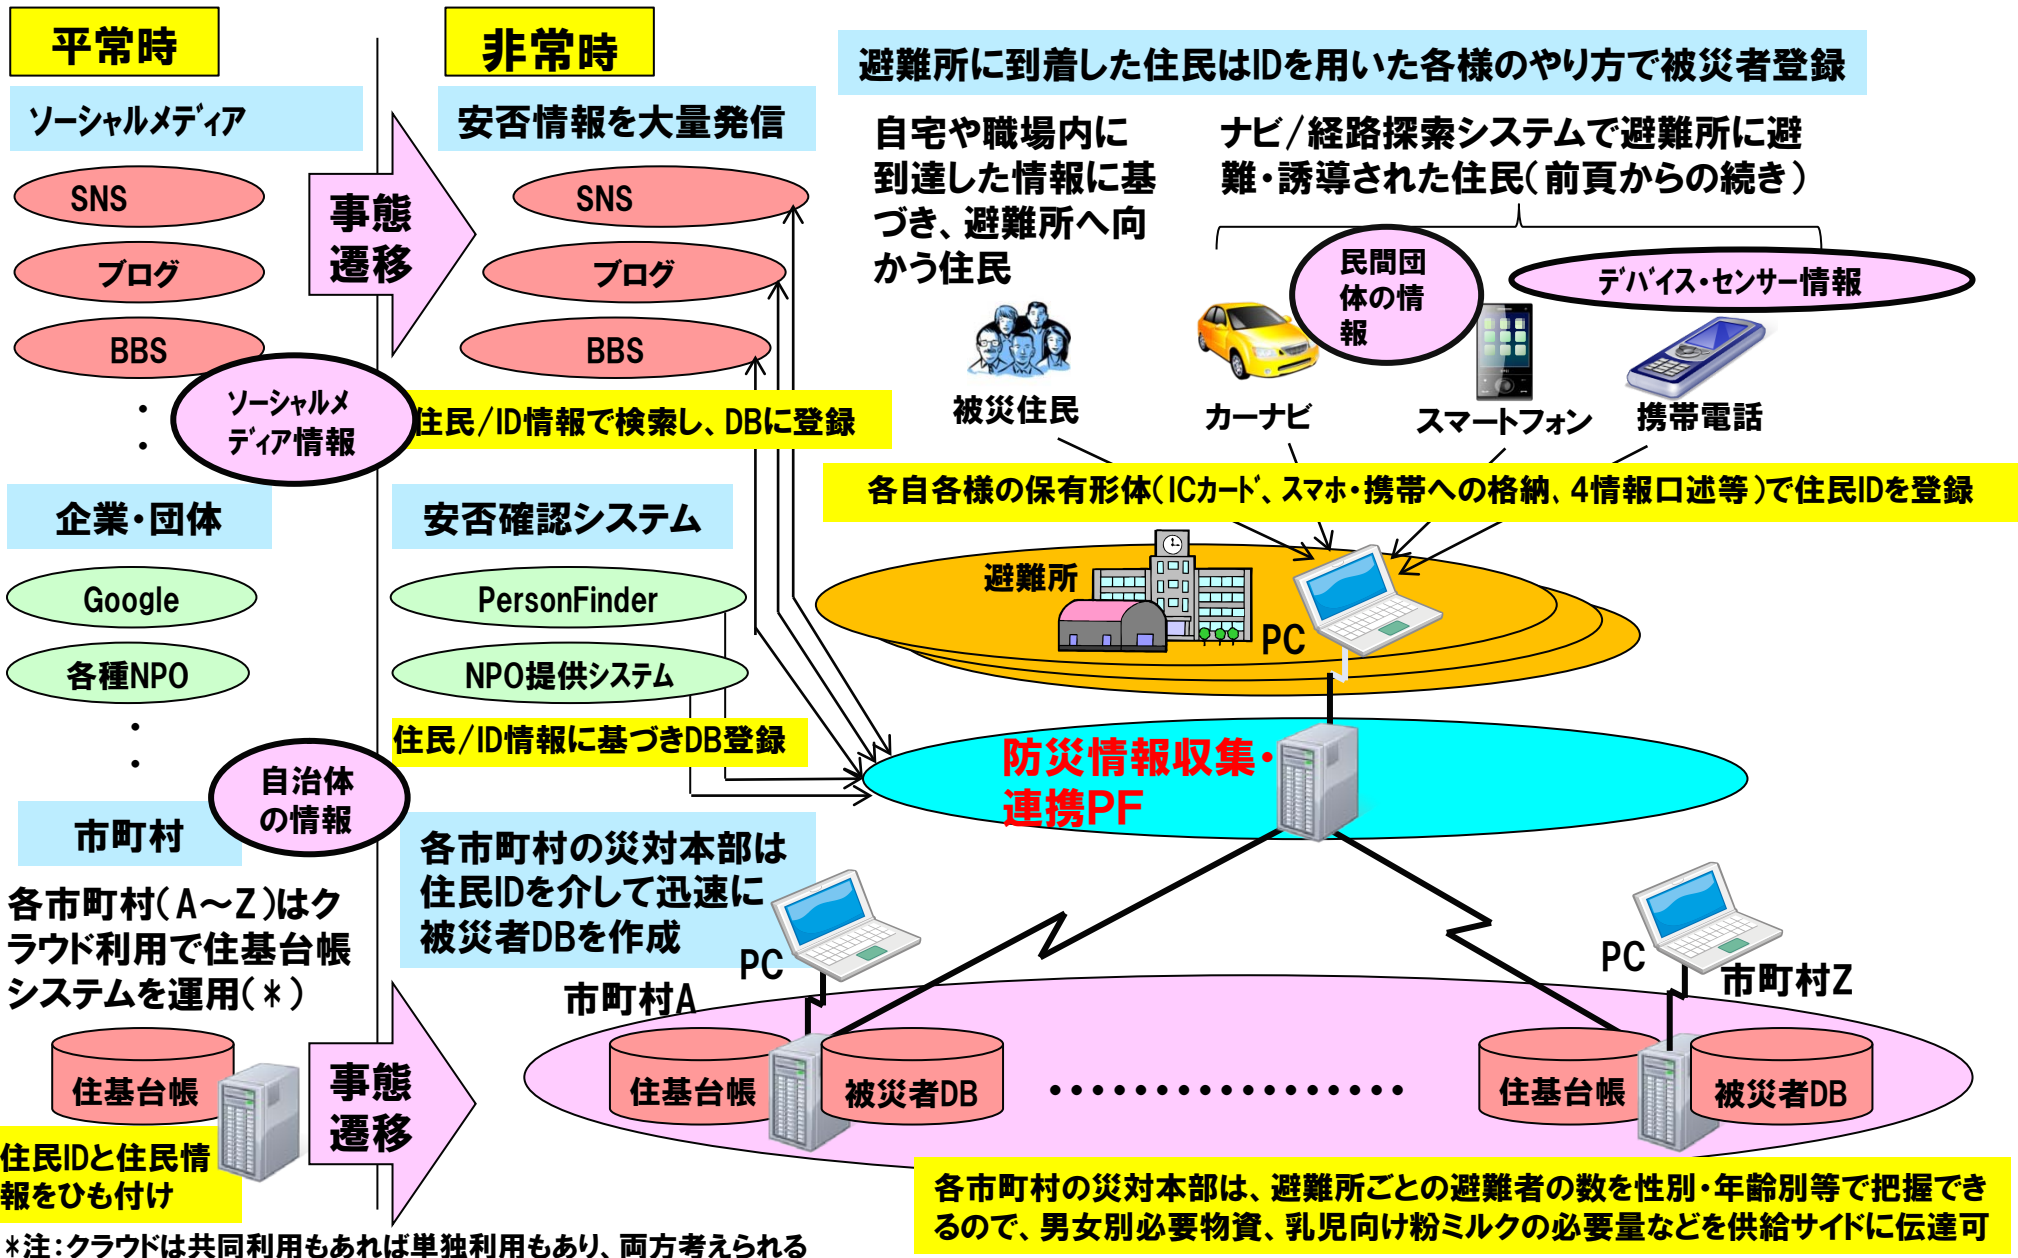 平常時
ソーシャルメディア
SNS
ブログ
BBS
・
・
ソーシャルメ
ディア情報
企業・団体
Google
各種NPO
・
・
自治体
の情報
市町村
各市町村(A～Z)はク
ラウド利用で住基台帳
システムを運用(＊)
住基台帳
住民IDと住民情
報をひも付け
事態
遷移
事態
遷移
非常時
安否情報を大量発信
SNS
ブログ
BBS
住民/ID情報で検索し、DBに登録
安否確認システム
PersonFinder
NPO提供システム
住民/ID情報に基づきDB登録
各市町村の災対本部は
住民IDを介して迅速に
被災者DBを作成
避難所に到着した住民はIDを用いた各様のやり方で被災者登録
自宅や職場内に
到達した情報に基
づき、避難所へ向
かう住民
ナビ/経路探索システムで避難所に避
難・誘導された住民(前頁からの続き)
民間団
体の情
報
デバイス・センサー情報
被災住民
カーナビ
スマートフォン
携帯電話
各自各様の保有形体(ICカード、スマホ・携帯への格納、4情報口述等)で住民IDを登録
避難所
PC
防災情報収集・
連携PF
PC
市町村A
住基台帳
被災者DB
・・・・・・・・・・・・・・・・・
PC
市町村Z
住基台帳
被災者DB
各市町村の災対本部は、避難所ごとの避難者の数を性別・年齢別等で把握でき
るので、男女別必要物資、乳児向け粉ミルクの必要量などを供給サイドに伝達可
＊注：クラウドは共同利用もあれば単独利用もあり、両方考えられる